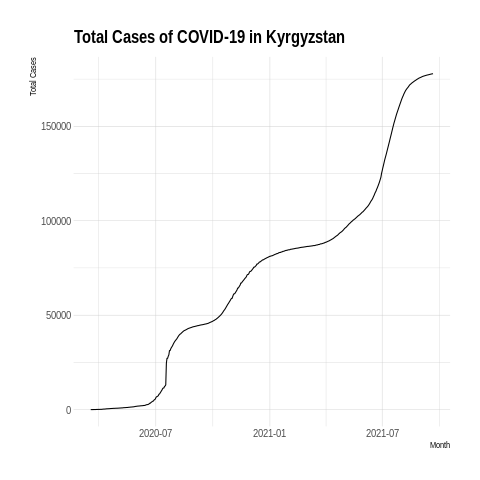 Total Cases of COVID-19 in Kyrgyzstan
Total Cases
150000
100000
50000
0
2020-07 2021-01 2021-07
Month